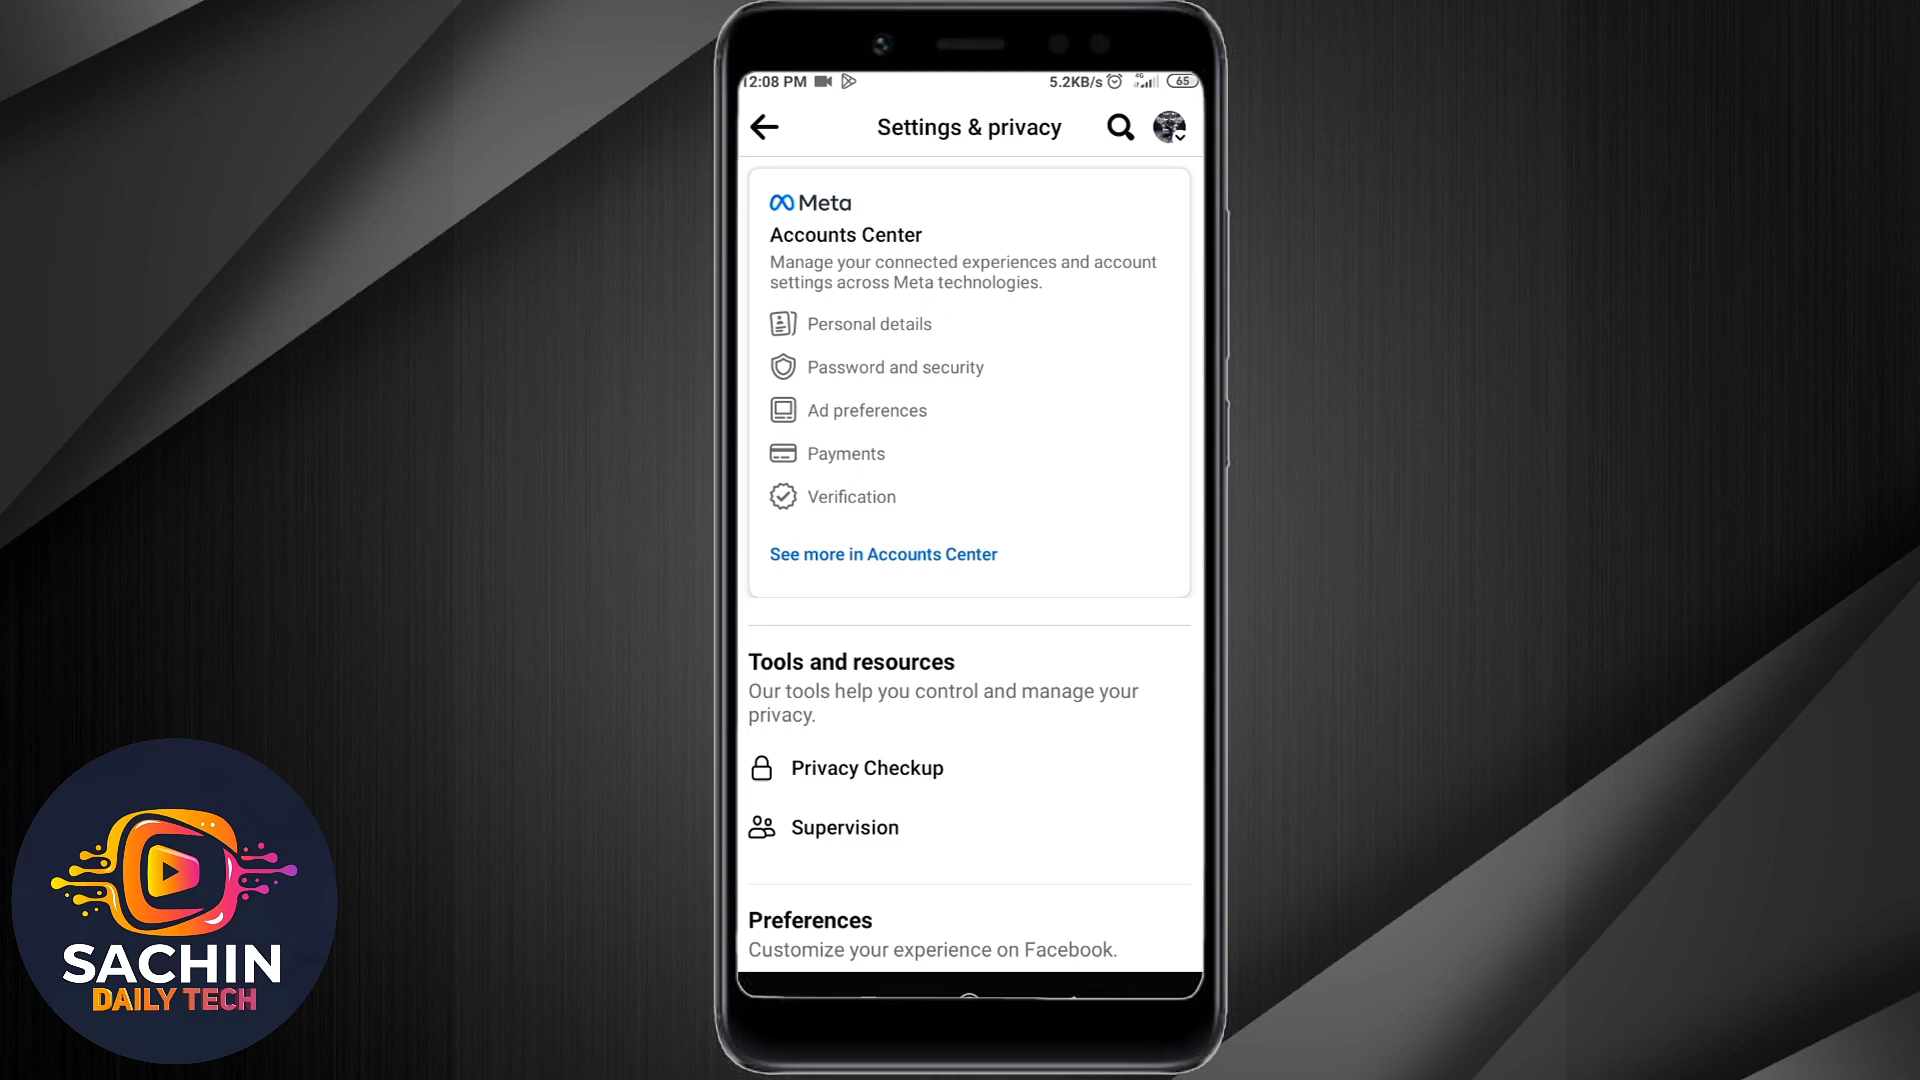 12:08 PM 5.2KB/s 4G 65
Settings & privacy
Meta
Accounts Center
Manage your connected experiences and account
settings across Meta technologies.
Personal details
Password and security
Ad preferences
Payments
Verification
See more in Accounts Center
Tools and resources
Our tools help you control and manage your
privacy.
Privacy Checkup
Supervision
Preferences
Customize your experience on Facebook.
SACHIN
DAILY TECH